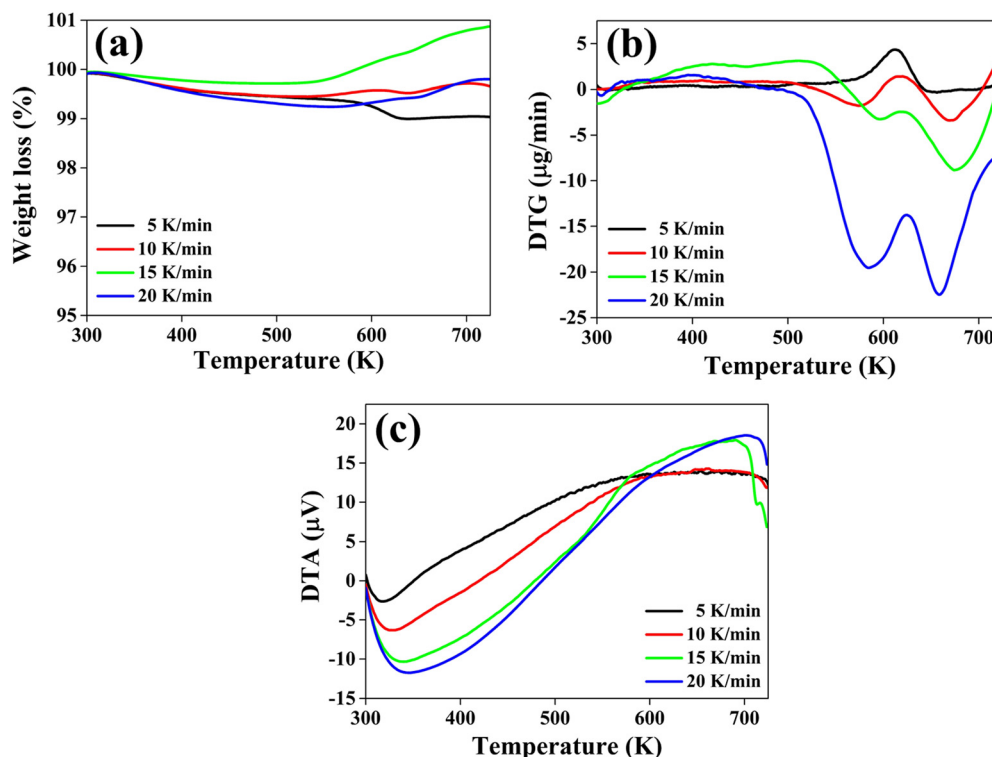 (a)
Weight loss (%)
101
100
99
98
97
96
95
5 K/min
10 K/min
15 K/min
20 K/min
300 400 500 600 700
Temperature (K)
(b)
DTG (µg/min)
5
0
-5
-10
-15
-20
-25
5 K/min
10 K/min
15 K/min
20 K/min
300 400 500 600 700
Temperature (K)
(c)
DTA (µV)
20
15
10
5
0
-5
-10
-15
5 K/min
10 K/min
15 K/min
20 K/min
300 400 500 600 700
Temperature (K)